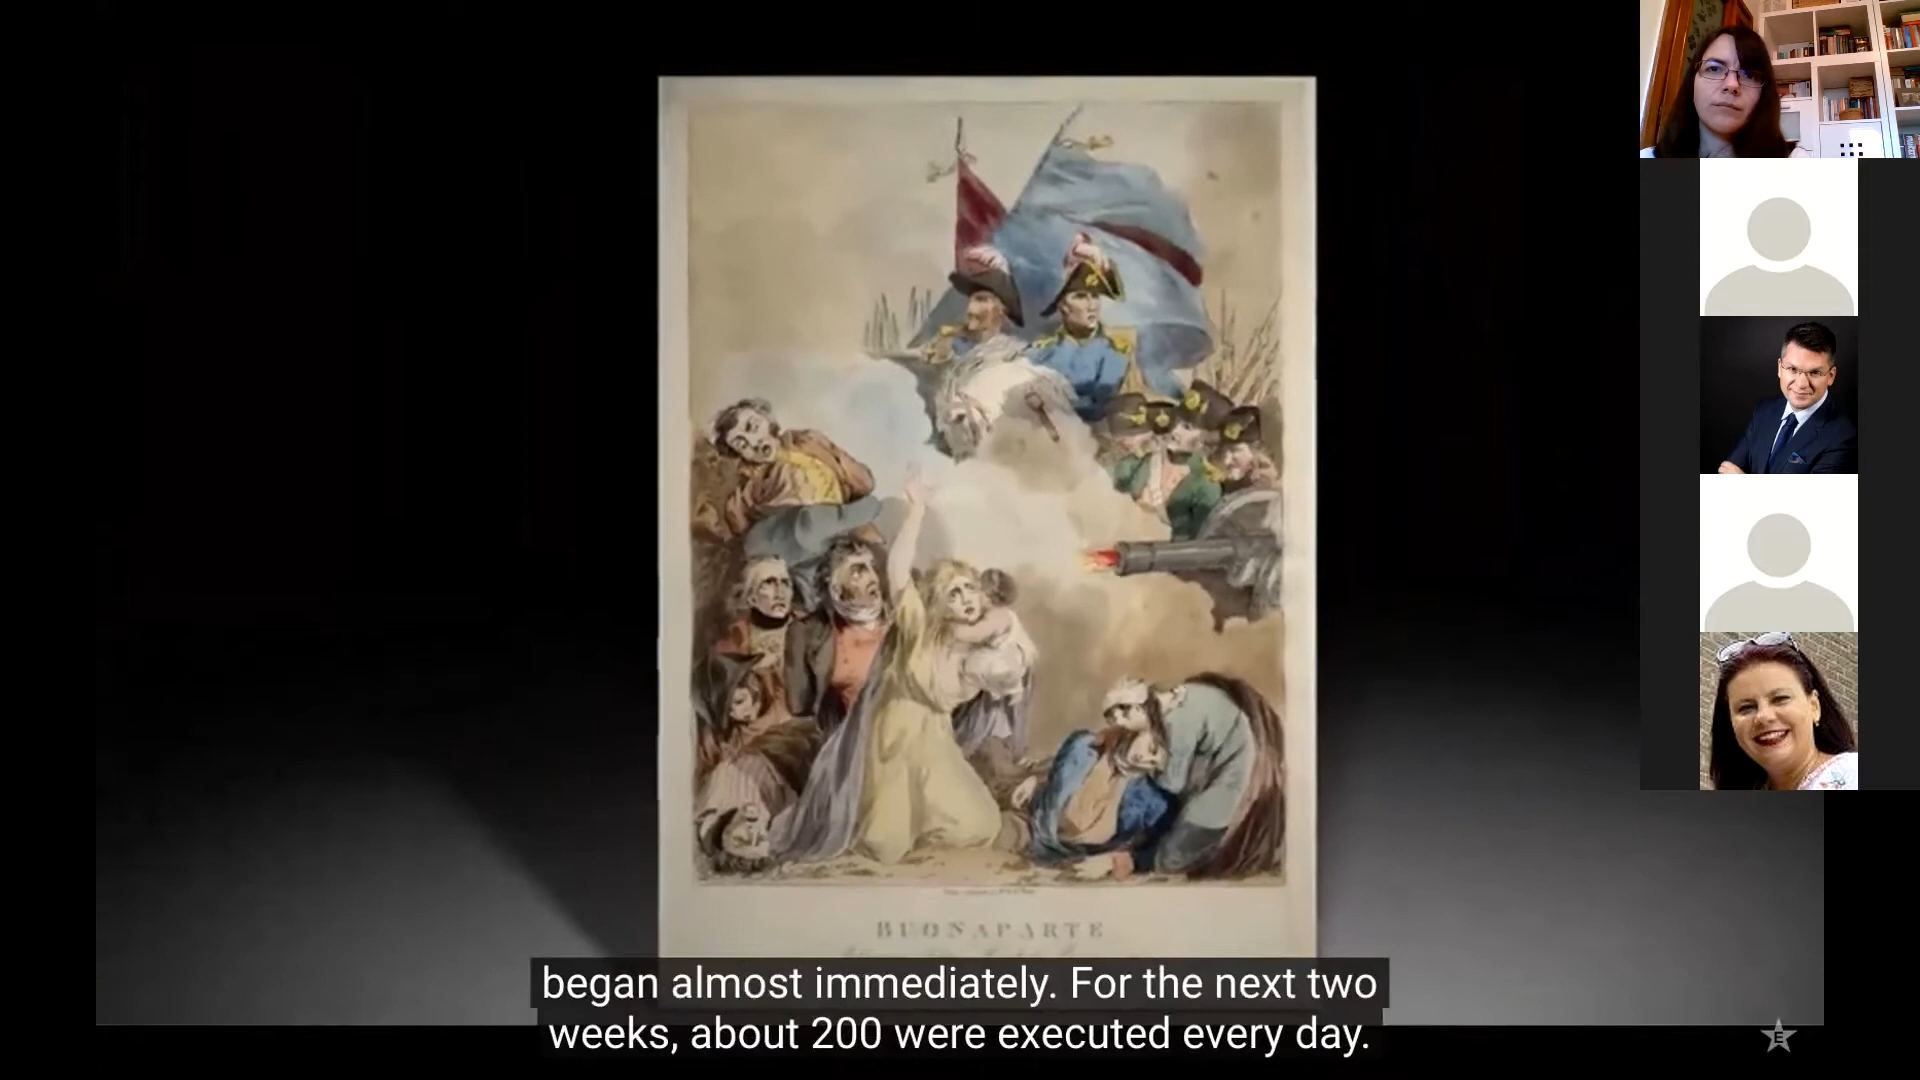 BUONAPARTE
began almost immediately. For the next two
weeks, about 200 were executed every day.
E